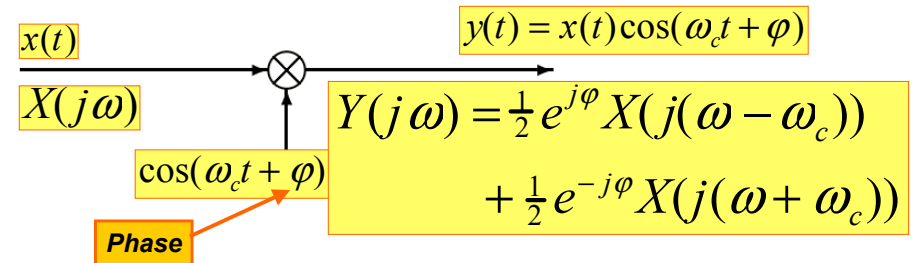 x(t)
y(t) = x(t)cos(ω_c t + φ)
X(jω)
Y(jω) = ½ e^{jφ} X(j(ω − ω_c))
+ ½ e^{−jφ} X(j(ω + ω_c))
cos(ω_c t + φ)
Phase